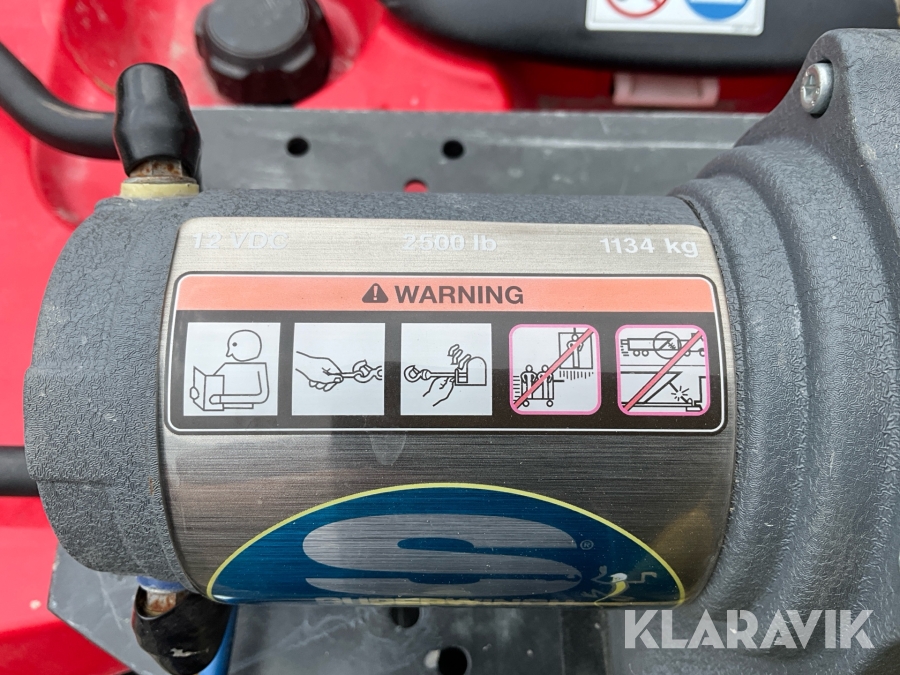 12 VDC 2500 lb. 1134 kg
WARNING
S ®
KLARAVIK